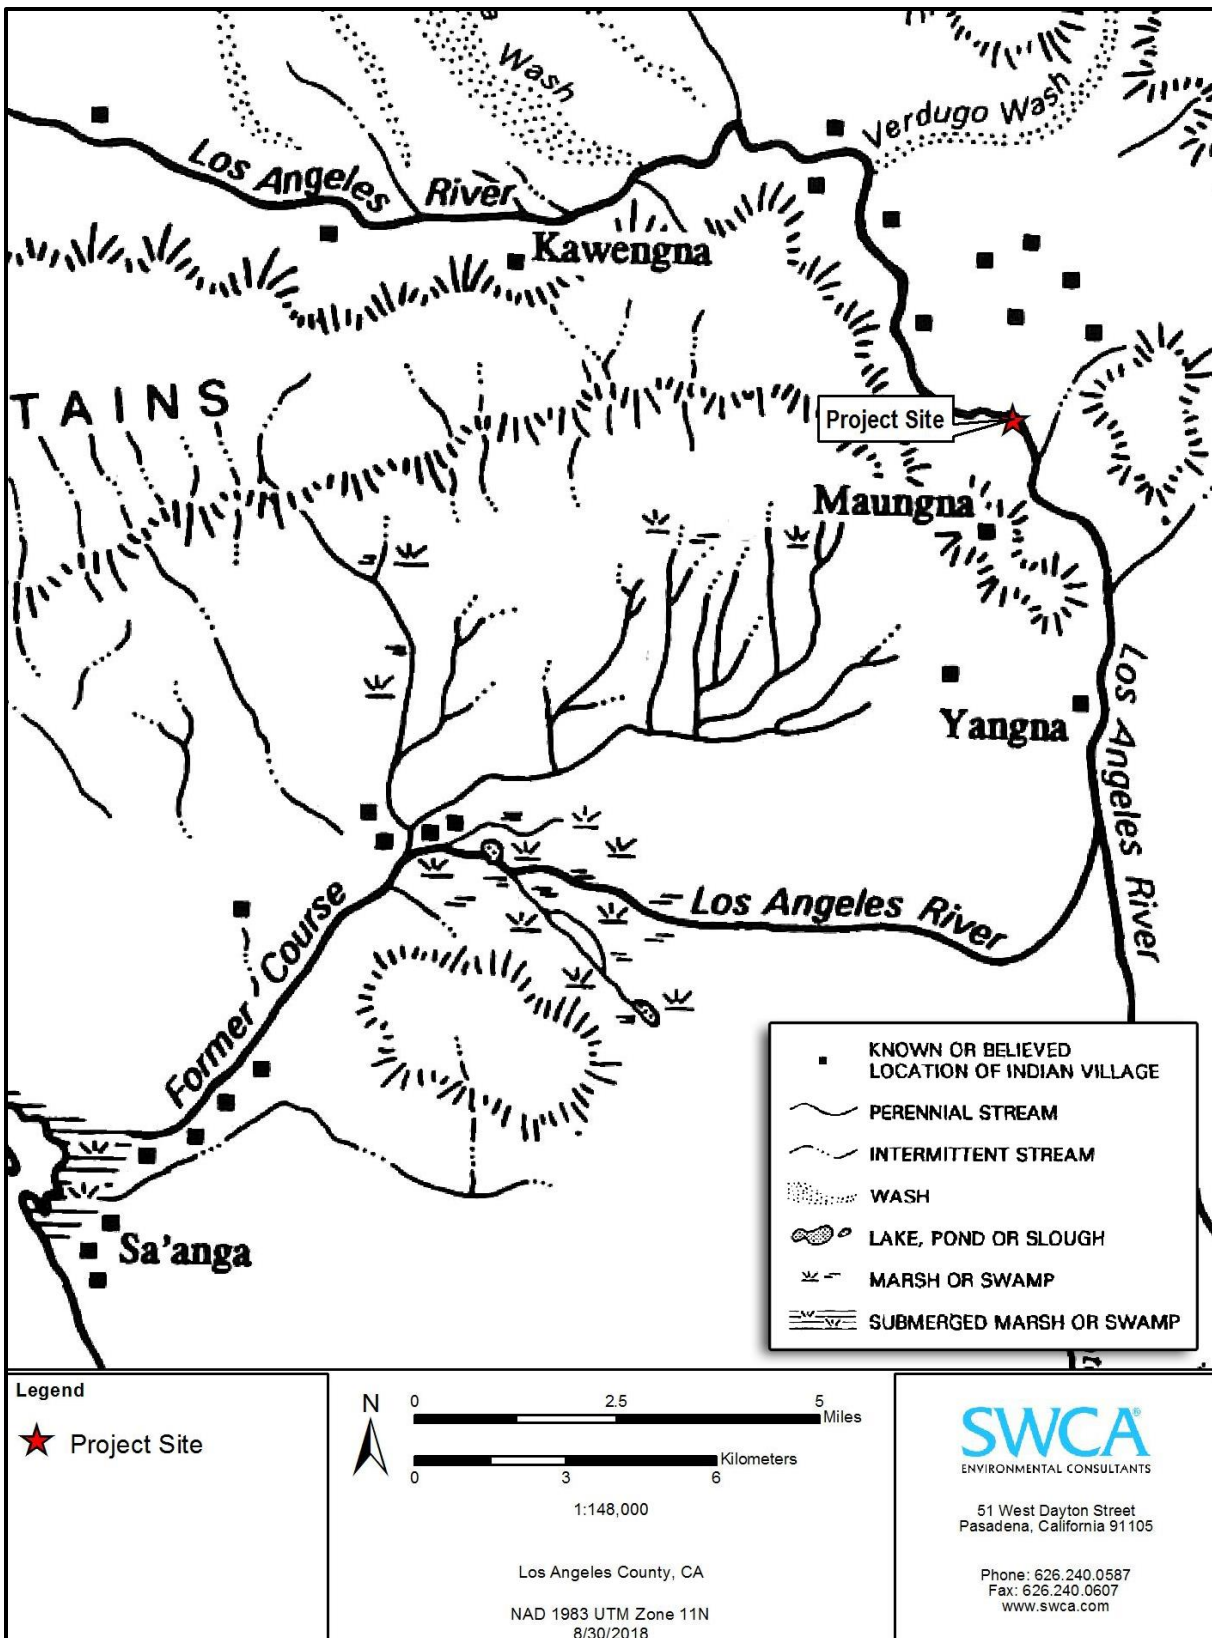 Wash
Verdugo Wash
Los Angeles River
Kawengna
TAINS
Project Site
Maungna
Yangna
Los Angeles River
Los Angeles River
Former Course
Sa'anga
KNOWN OR BELIEVED
LOCATION OF INDIAN VILLAGE
PERENNIAL STREAM
INTERMITTENT STREAM
WASH
LAKE, POND OR SLOUGH
MARSH OR SWAMP
SUBMERGED MARSH OR SWAMP
Legend
Project Site
N
0 2.5 5
Miles
Kilometers
0 3 6
1:148,000
Los Angeles County, CA
NAD 1983 UTM Zone 11N
8/30/2018
SWCA®
ENVIRONMENTAL CONSULTANTS
51 West Dayton Street
Pasadena, California 91105
Phone: 626.240.0587
Fax: 626.240.0607
www.swca.com